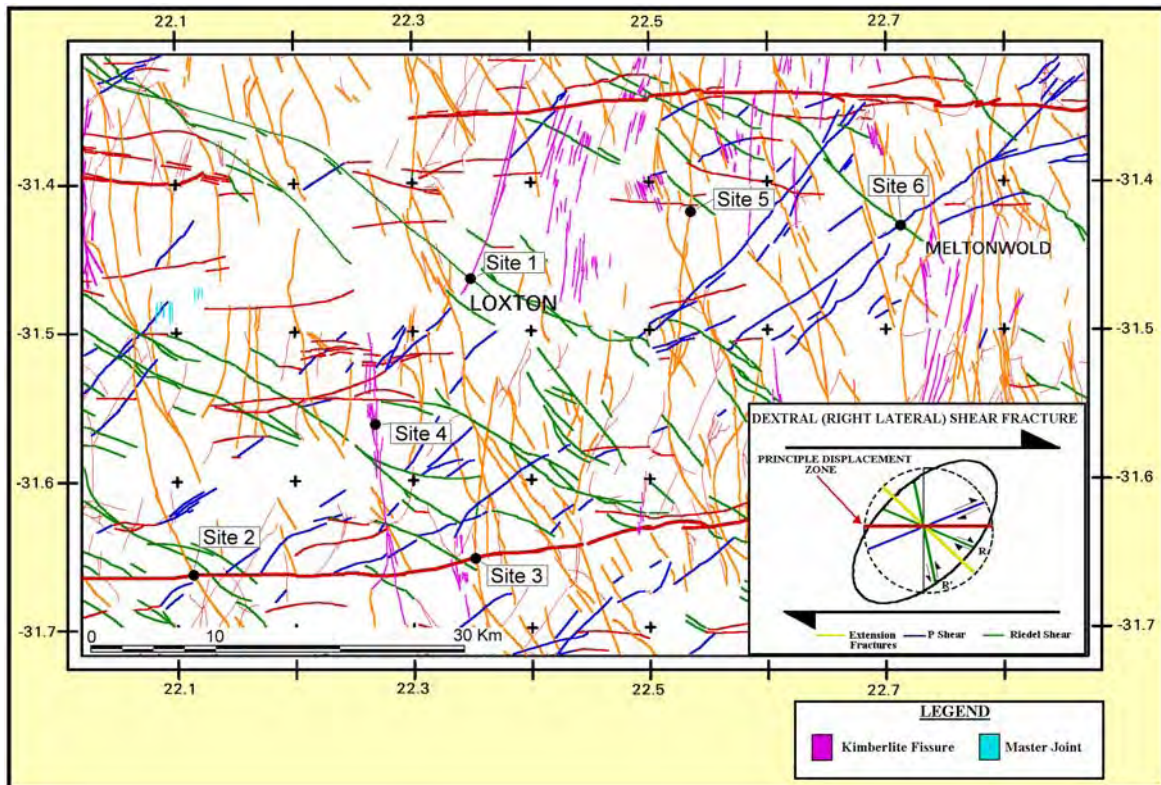 22.1 22.3 22.5 22.7
-31.4 -31.4
Site 6
Site 5
MELTONWOLD
Site 1
LOXTON
-31.5 -31.5
DEXTRAL (RIGHT LATERAL) SHEAR FRACTURE
Site 4
PRINCIPLE DISPLACEMENT
ZONE
-31.6 -31.6
Site 2
R
Site 3
R'
-31.7 -31.7
0 10 30 Km
Extension
Fractures
P Shear
Riedel Shear
22.1 22.3 22.5 22.7
LEGEND
Kimberlite Fissure
Master Joint